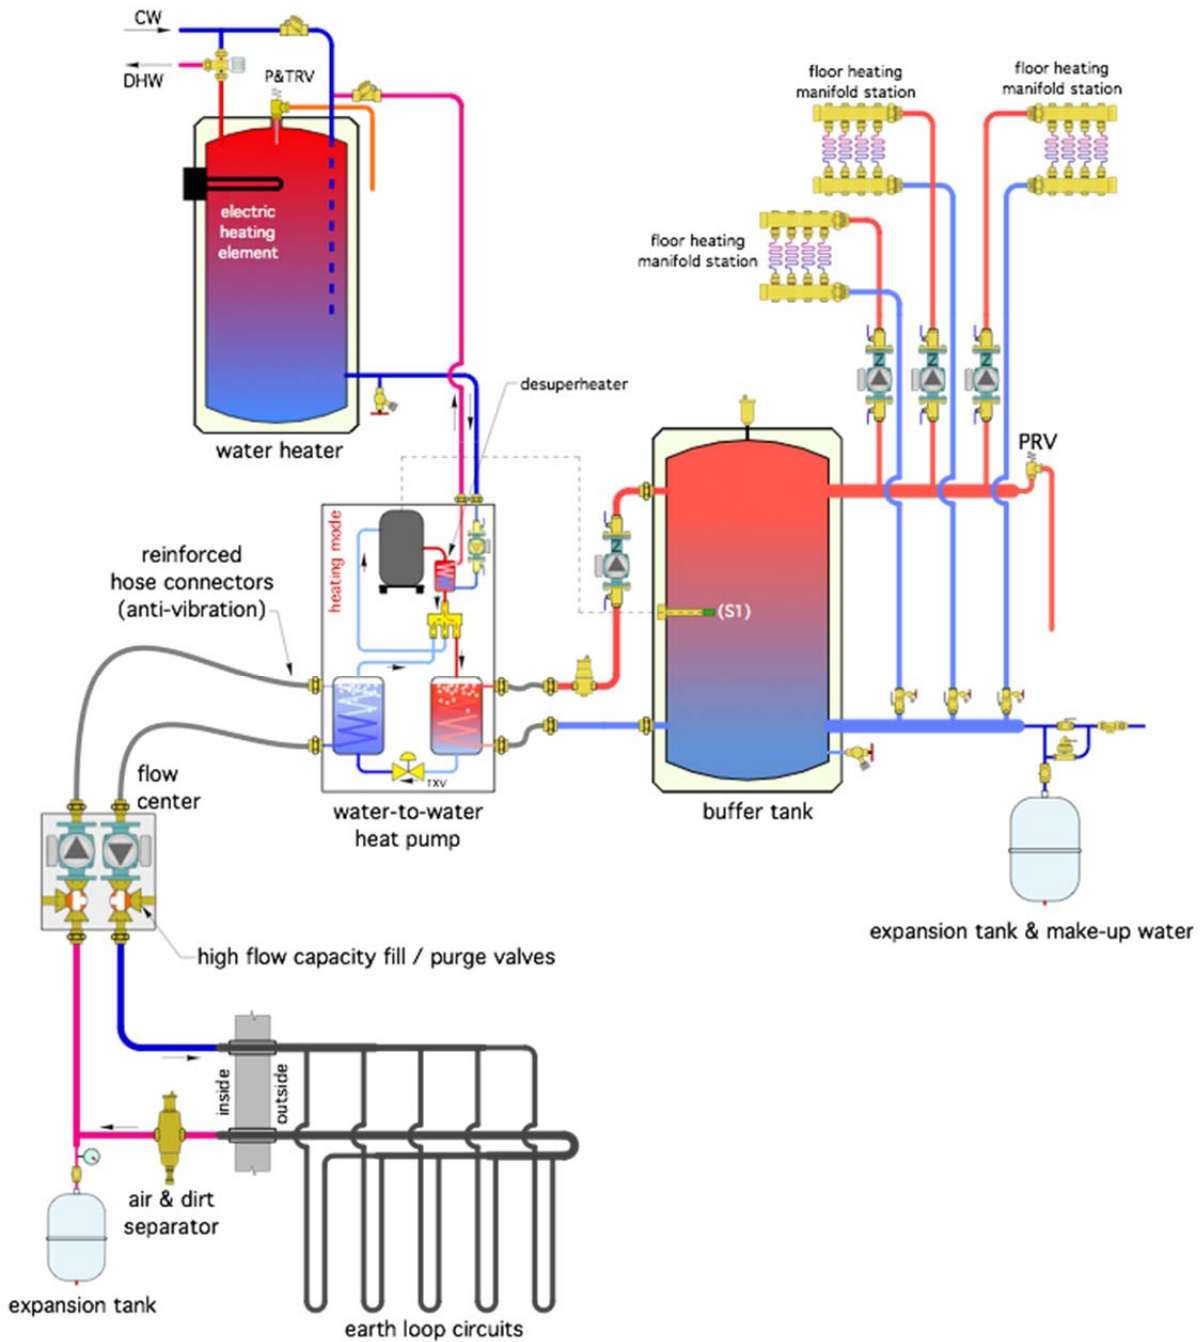 CW
DHW
P&TRV
electric
heating
element
water heater
desuperheater
floor heating
manifold station
floor heating
manifold station
floor heating
manifold station
PRV
heating mode
reinforced
hose connectors
(anti-vibration)
(S1)
TXV
water-to-water
heat pump
buffer tank
flow
center
expansion tank & make-up water
high flow capacity fill / purge valves
inside
outside
air & dirt
separator
expansion tank
earth loop circuits